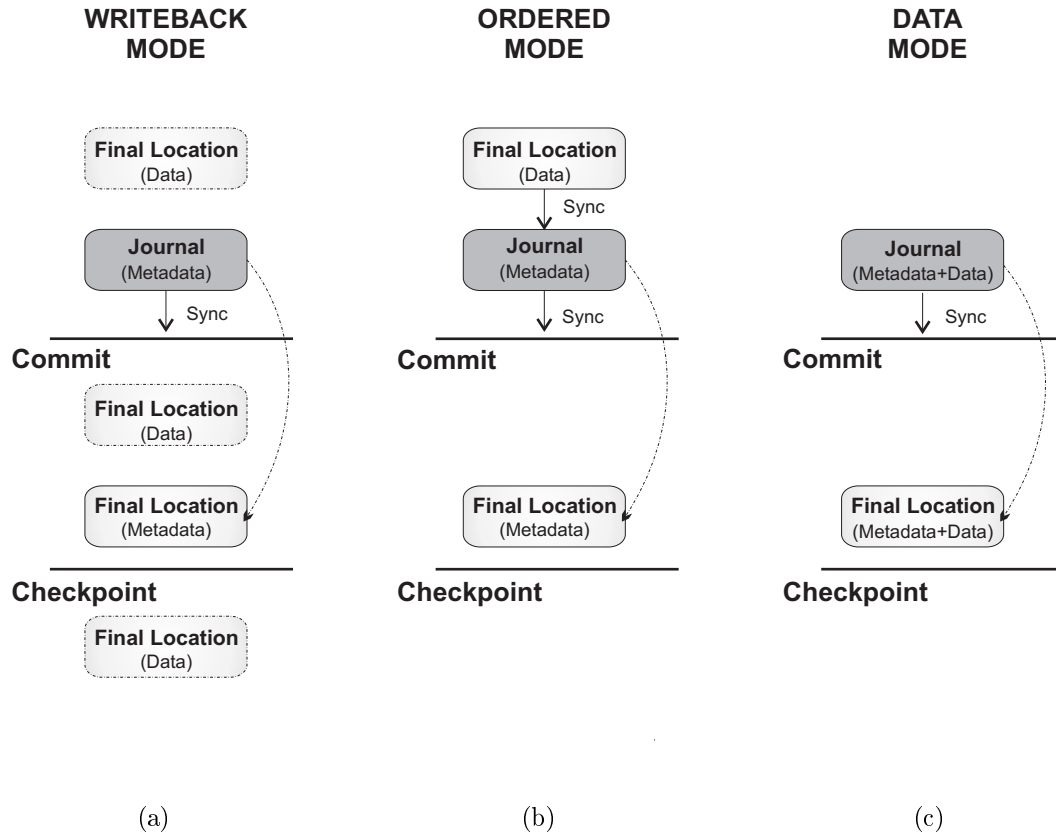 WRITEBACK
MODE
Final Location
(Data)
Journal
(Metadata)
Sync
Commit
Final Location
(Data)
Final Location
(Metadata)
Checkpoint
Final Location
(Data)
(a)
ORDERED
MODE
Final Location
(Data)
Sync
Journal
(Metadata)
Sync
Commit
Final Location
(Metadata)
Checkpoint
(b)
DATA
MODE
Journal
(Metadata+Data)
Sync
Commit
Final Location
(Metadata+Data)
Checkpoint
(c)